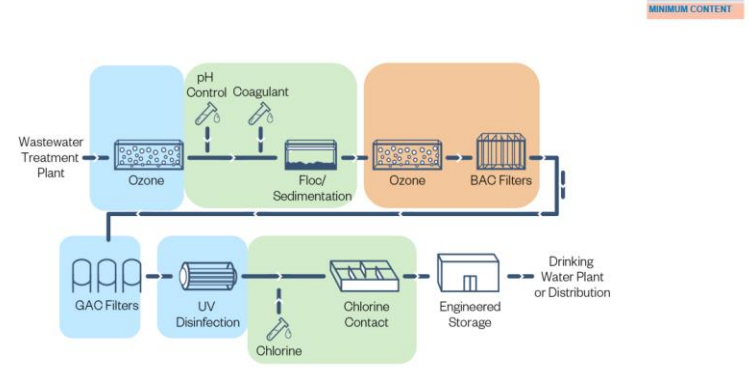 MINIMUM CONTENT
pH
Control
Coagulant
Wastewater
Treatment
Plant
Ozone
Floc/
Sedimentation
Ozone
BAC Filters
GAC Filters
UV
Disinfection
Chlorine
Chlorine
Contact
Engineered
Storage
Drinking
Water Plant
or Distribution